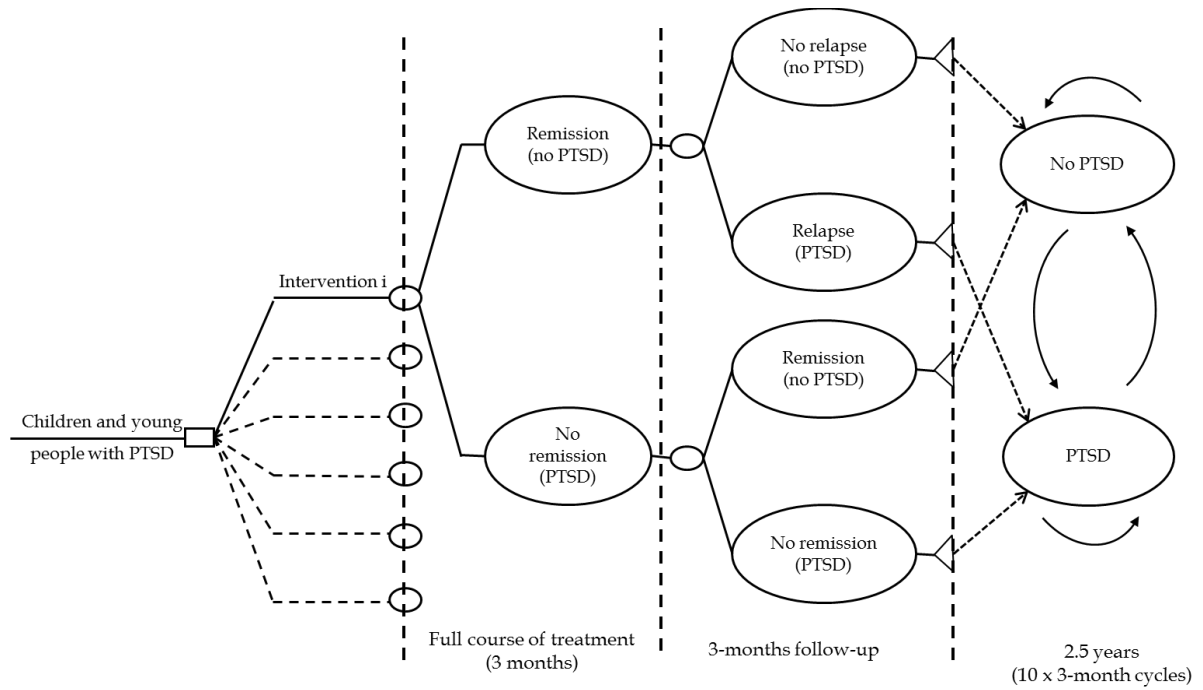 Children and young
people with PTSD
Intervention i
Remission
(no PTSD)
No
remission
(PTSD)
Full course of treatment
(3 months)
No relapse
(no PTSD)
Relapse
(PTSD)
Remission
(no PTSD)
No remission
(PTSD)
3-months follow-up
No PTSD
PTSD
2.5 years
(10 x 3-month cycles)